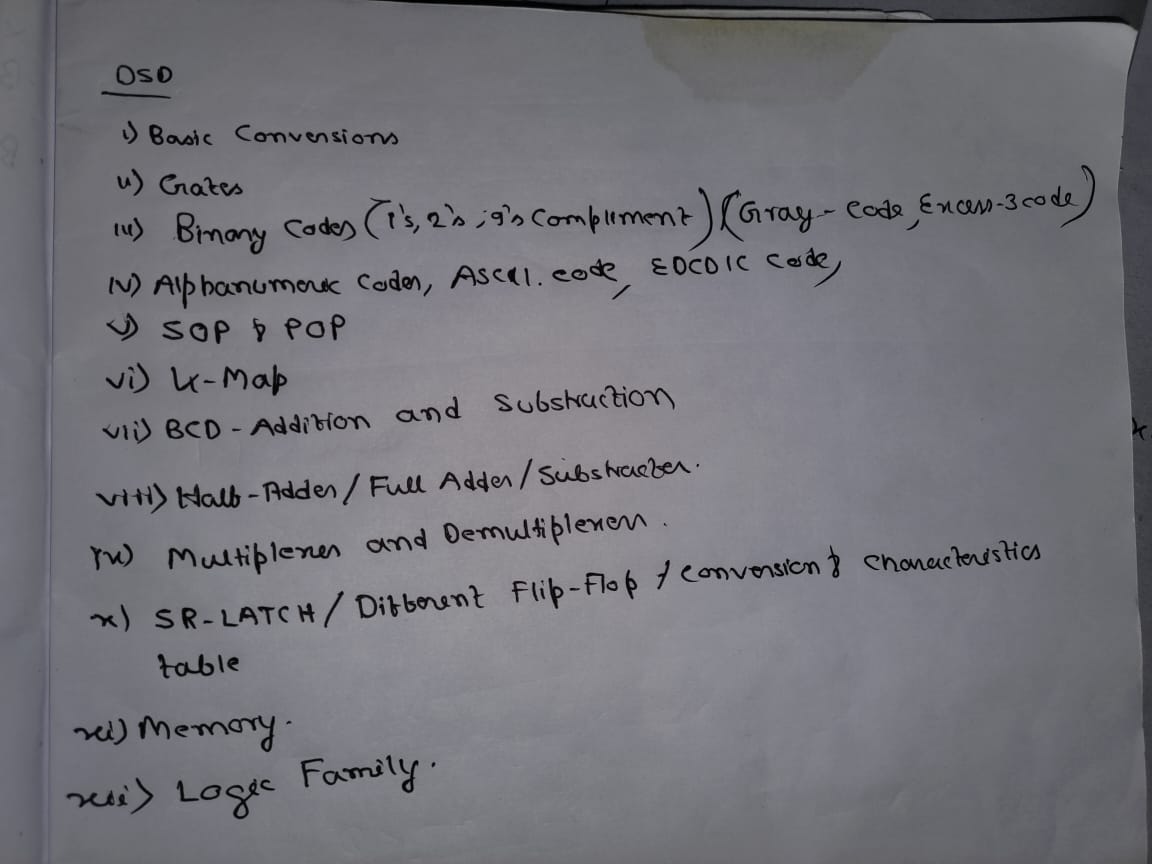 DSD
i) Basic Conversions
ii) Gates
iii) Binary Codes (1's, 2's, 9's Compliment) (Gray-code, Excess-3 code)
iv) Alphanumeric Codes, ASCII. code, EDCDIC code,
v) SOP & POP
vi) K-Map
vii) BCD - Addition and Substraction
viii) Half-Adder/Full Adder/Substracter.
ix) Multiplexer and Demultiplexer.
x) SR-LATCH/Different Flip-Flop / conversion & characteristics
table
xi) Memory.
xii) Logic Family.